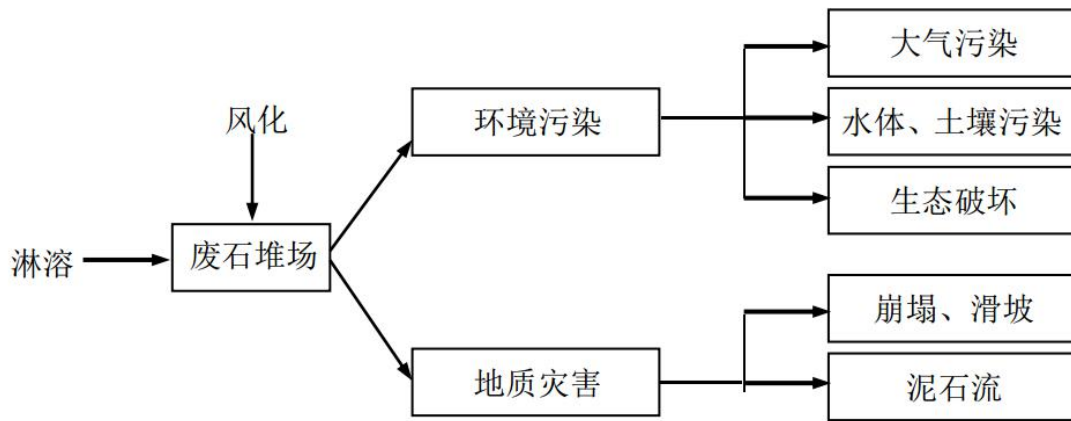 大气污染
风化
环境污染
水体、土壤污染
生态破坏
淋溶
废石堆场
崩塌、滑坡
地质灾害
泥石流